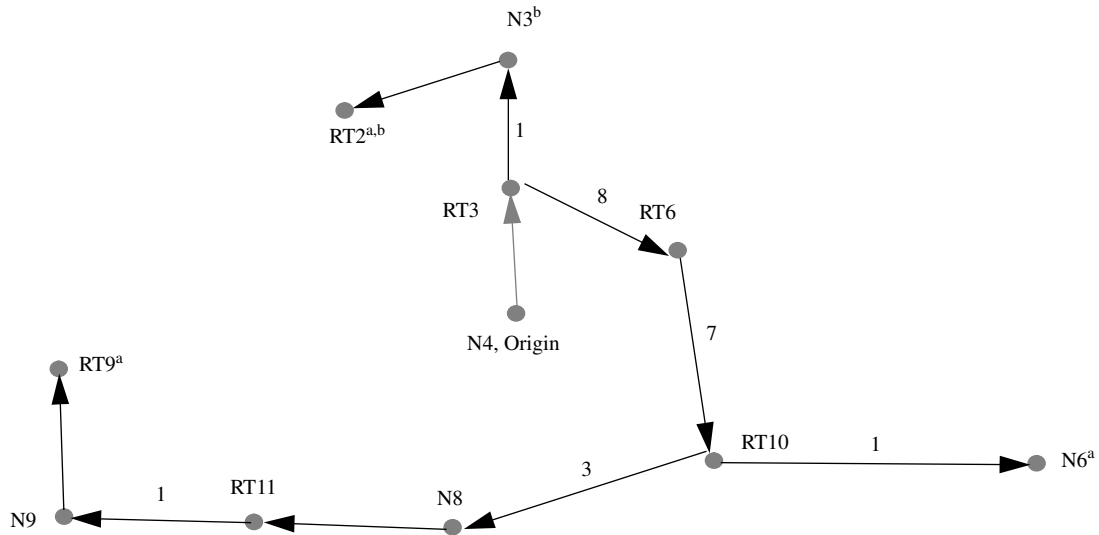 N3ᵇ
RT2ᵃ,ᵇ
1
RT3
8
RT6
N4, Origin
7
RT9ᵃ
RT10
1
N6ᵃ
3
N8
RT11
1
N9